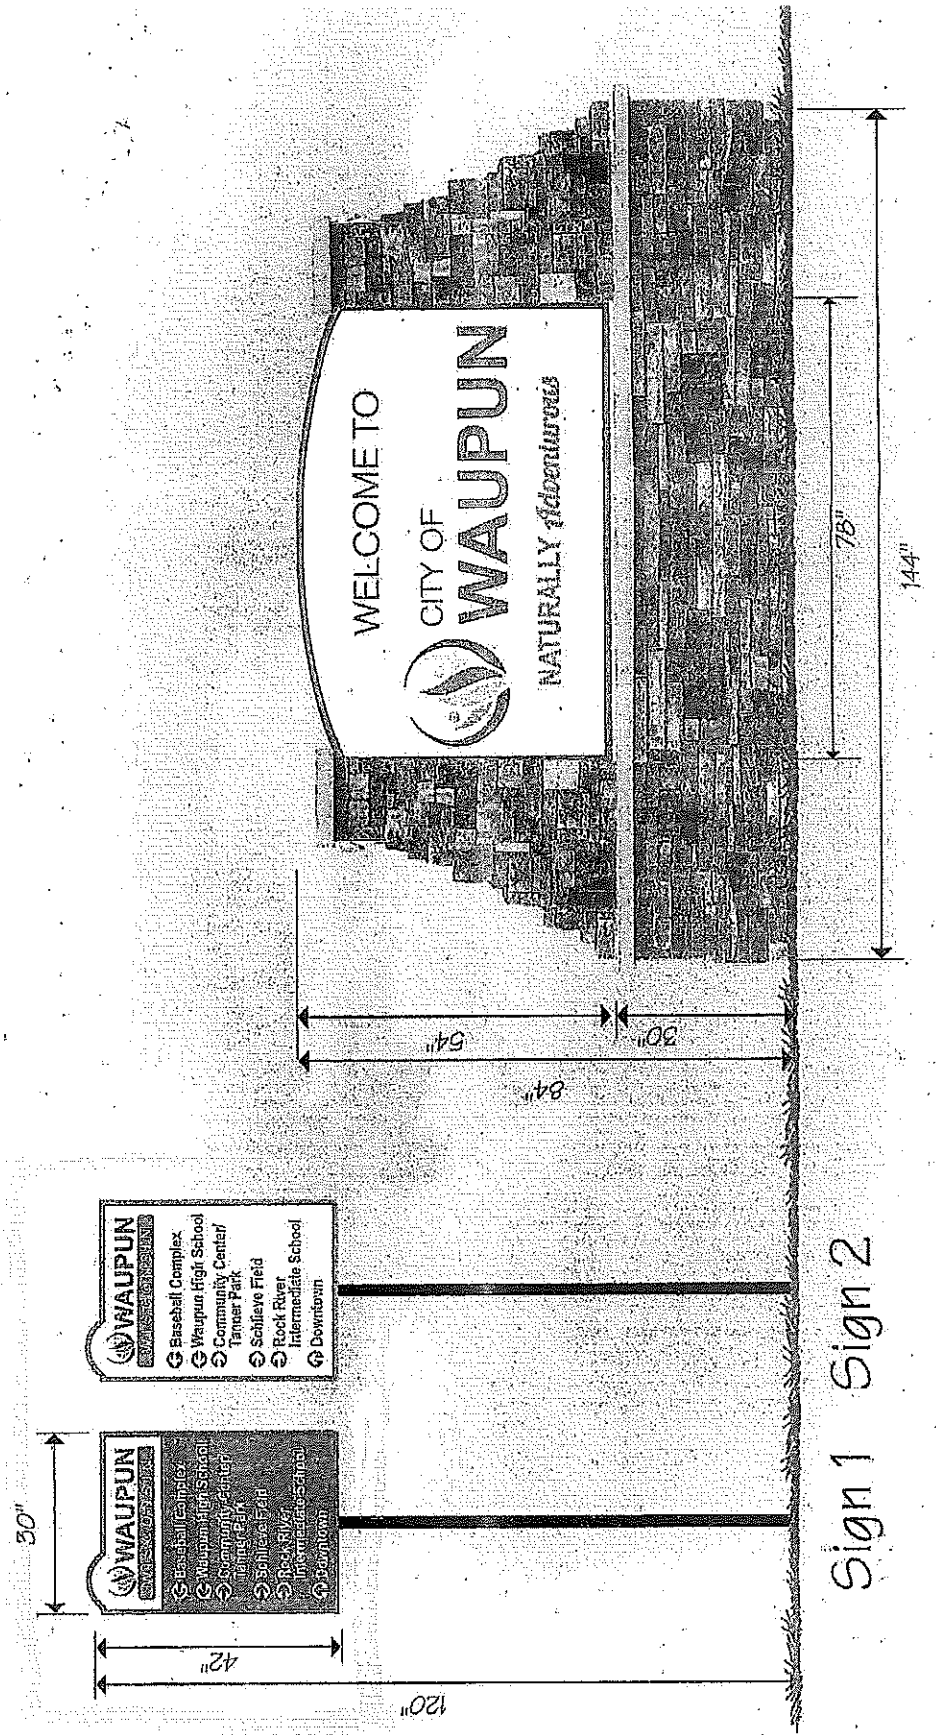 30"
42"
120"
WAUPUN
Baseball Complex
Waupun High School
Community Center/
Tanner Park
Schlieve Field
Rock River
Intermediate School
Downtown
Sign 1
WAUPUN
Baseball Complex
Waupun High School
Community Center/
Tanner Park
Schlieve Field
Rock River
Intermediate School
Downtown
Sign 2
84"
54"
30"
WELCOME TO
CITY OF
WAUPUN
NATURALLY Adventurous
78"
144"